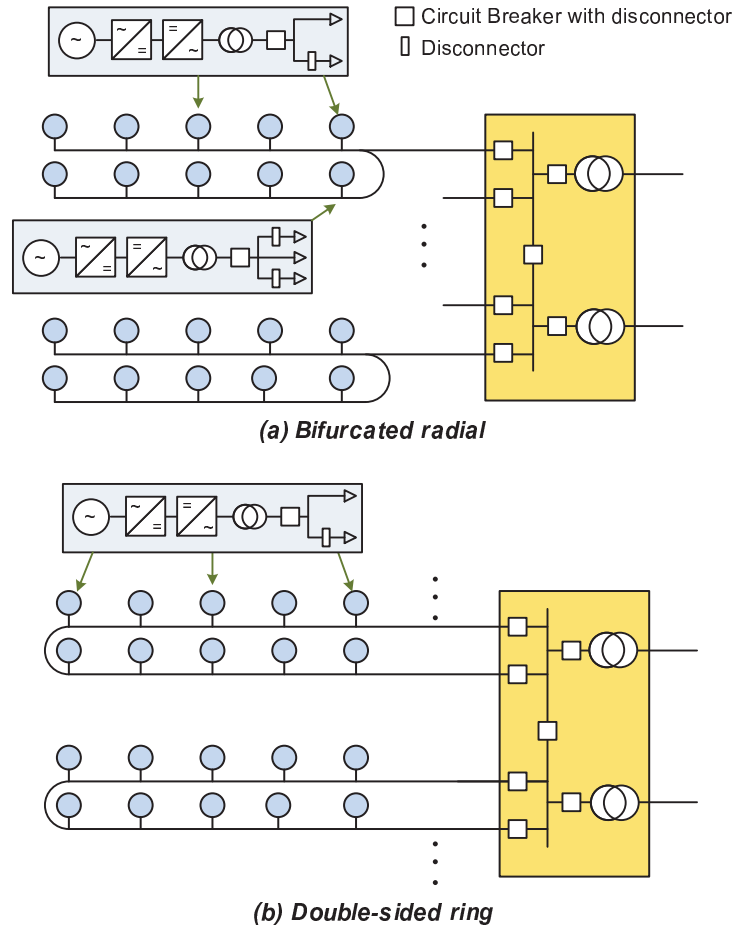 Circuit Breaker with disconnector
Disconnector
~ ~ = = ~
~ ~ = = ~
(a) Bifurcated radial
~ ~ = = ~
(b) Double-sided ring